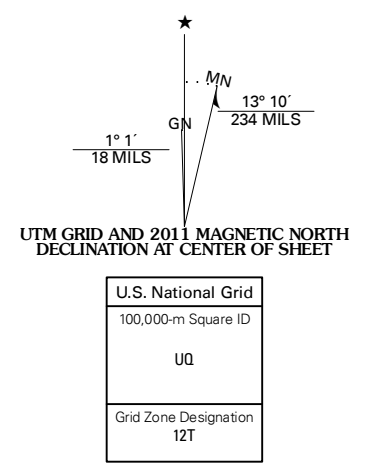 ★
MN
13° 10´
234 MILS
GN
1° 1´
18 MILS
UTM GRID AND 2011 MAGNETIC NORTH
DECLINATION AT CENTER OF SHEET
U.S. National Grid
100,000-m Square ID
UQ
Grid Zone Designation
12T